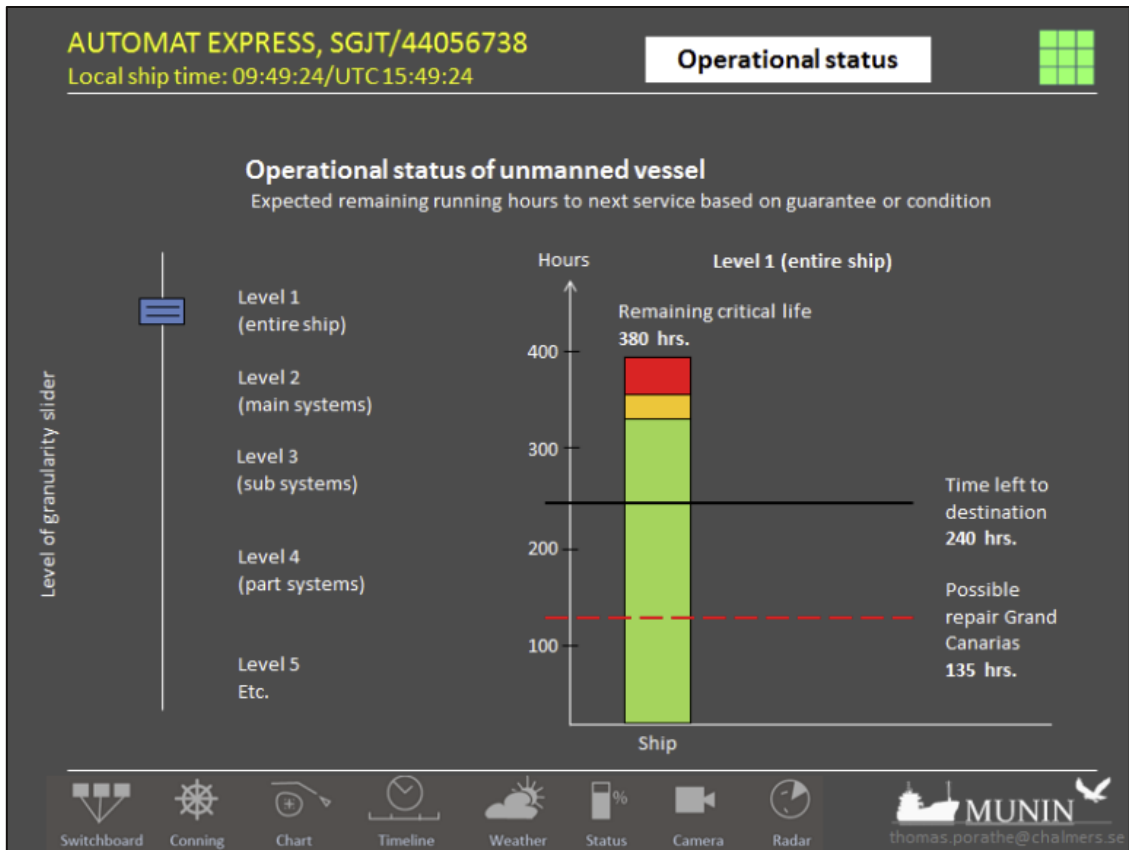 AUTOMAT EXPRESS, SGJT/44056738
Local ship time: 09:49:24/UTC 15:49:24
Operational status
Operational status of unmanned vessel
Expected remaining running hours to next service based on guarantee or condition
Level of granularity slider
Level 1
(entire ship)
Level 2
(main systems)
Level 3
(sub systems)
Level 4
(part systems)
Level 5
Etc.
Hours
Level 1 (entire ship)
Remaining critical life
380 hrs.
400
300
200
100
Ship
Time left to
destination
240 hrs.
Possible
repair Grand
Canarias
135 hrs.
%
Switchboard Conning Chart Timeline Weather Status Camera Radar
MUNIN
thomas.porathe@chalmers.se